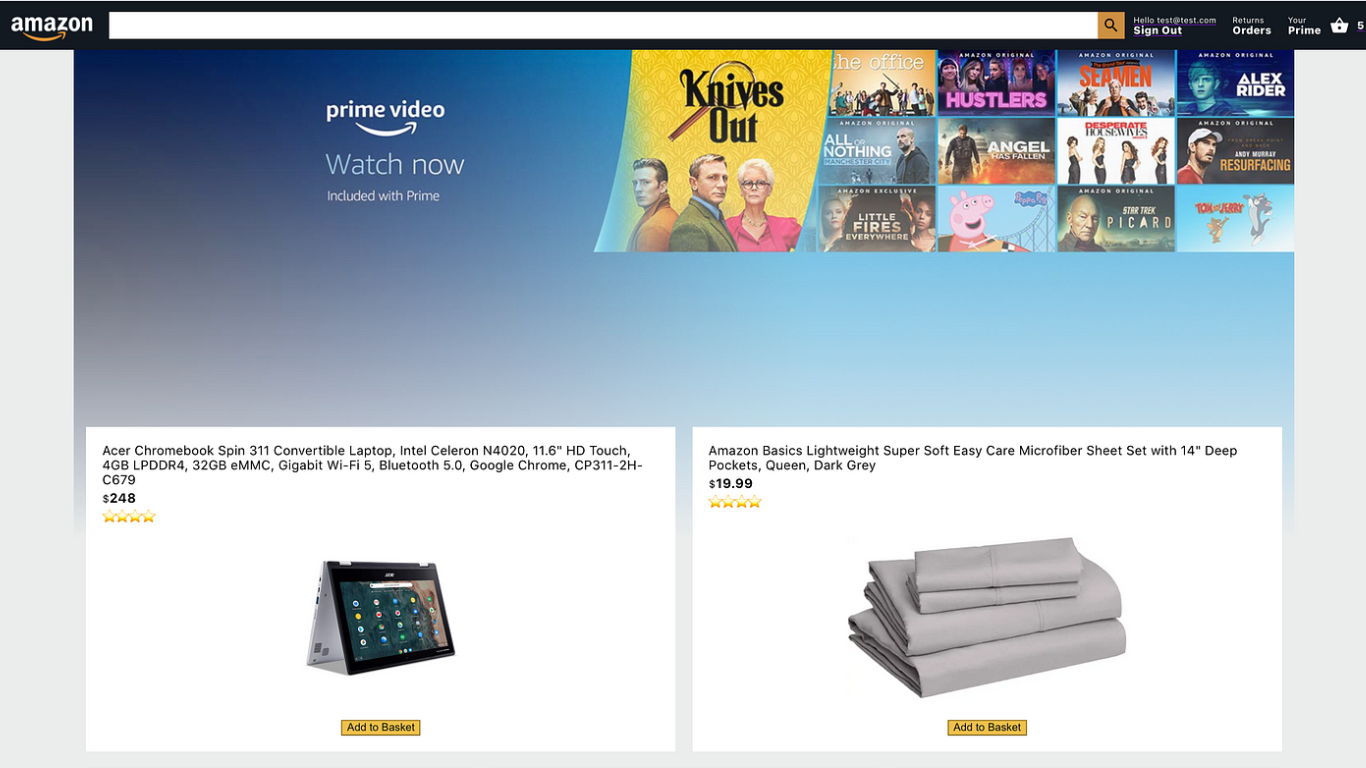 amazon
Hello test@test.com
Sign Out
Returns
Orders
Your
Prime
5
prime video
Watch now
Included with Prime
Knives
Out
the office
AMAZON ORIGINAL
HUSTLERS
AMAZON ORIGINAL
SEAMEN
AMAZON ORIGINAL
ALEX
RIDER
AMAZON ORIGINAL
ALL OR
NOTHING
MANCHESTER CITY
ANGEL
HAS FALLEN
DESPERATE
HOUSEWIVES
AMAZON ORIGINAL
ANDY MURRAY
RESURFACING
AMAZON EXCLUSIVE
LITTLE
FIRES
EVERYWHERE
Peppa Pig
AMAZON ORIGINAL
STAR TREK
PICARD
TOM AND JERRY
Acer Chromebook Spin 311 Convertible Laptop, Intel Celeron N4020, 11.6" HD Touch,
4GB LPDDR4, 32GB eMMC, Gigabit Wi-Fi 5, Bluetooth 5.0, Google Chrome, CP311-2H-
C679
$248
Add to Basket
Amazon Basics Lightweight Super Soft Easy Care Microfiber Sheet Set with 14" Deep
Pockets, Queen, Dark Grey
$19.99
Add to Basket